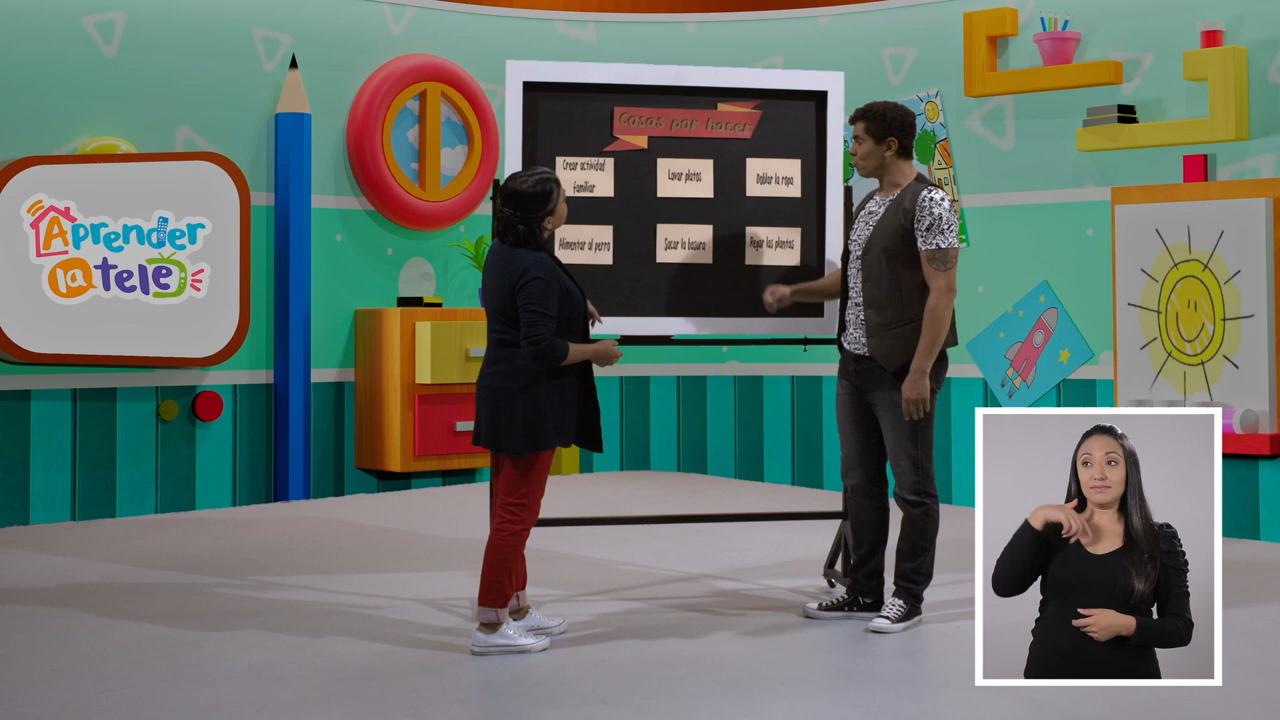 Aprender
la tele
Cosas por hacer
Crear actividad
familiar
Lavar platos
Doblar la ropa
Alimentar al perro
Sacar la basura
Regar las plantas